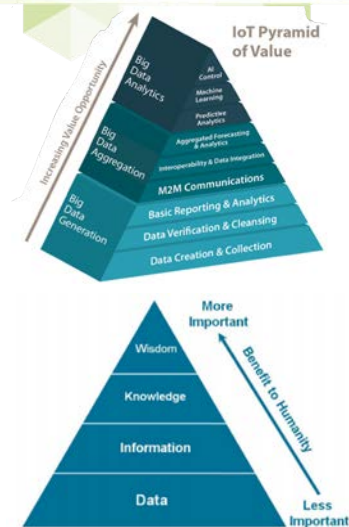 IoT Pyramid
of Value
Increasing Value Opportunity
Big
Data
Analytics
AI
Control
Machine
Learning
Predictive
Analytics
Big
Data
Aggregation
Aggregated Forecasting
& Analytics
Interoperability & Data Integration
M2M Communications
Big
Data
Generation
Basic Reporting & Analytics
Data Verification & Cleansing
Data Creation & Collection
More
Important
Wisdom
Knowledge
Information
Data
Benefit to Humanity
Less
Important